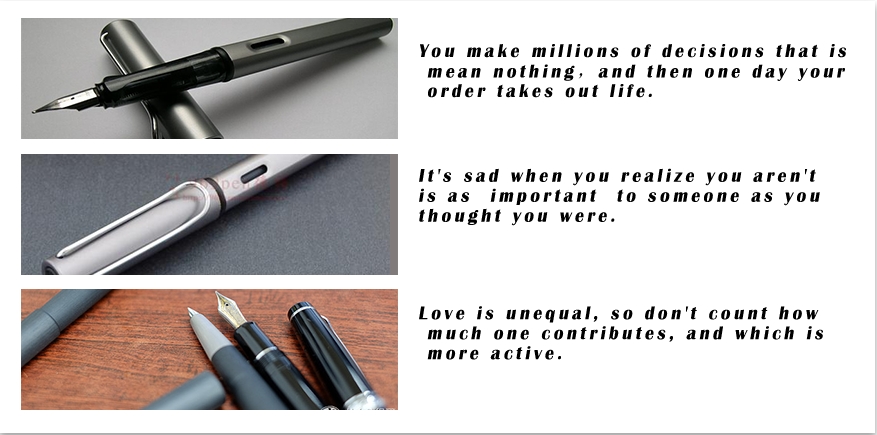 You make millions of decisions that is
mean nothing, and then one day your
order takes out life.
It's sad when you realize you aren't
is as important to someone as you
thought you were.
Love is unequal, so don't count how
much one contributes, and which is
more active.